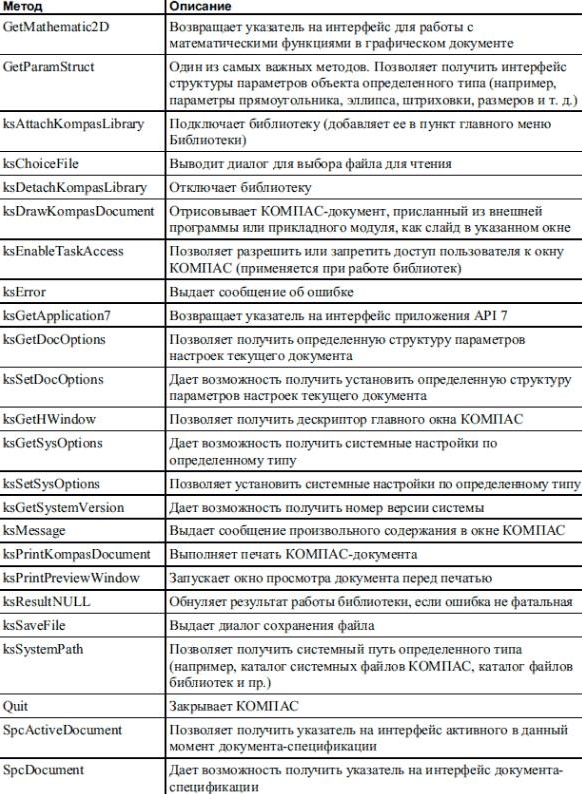 Метод Описание
GetMathematic2D Возвращает указатель на интерфейс для работы с
математическими функциями в графическом документе
GetParamStruct Один из самых важных методов. Позволяет получить интерфейс
структуры параметров объекта определенного типа (например,
параметры прямоугольника, эллипса, штриховки, размеров и т. д.)
ksAttachKompasLibrary Подключает библиотеку (добавляет ее в пункт главного меню
Библиотеки)
ksChoiceFile Выводит диалог для выбора файла для чтения
ksDetachKompasLibrary Отключает библиотеку
ksDrawKompasDocument Отрисовывает КОМПАС-документ, присланный из внешней
программы или прикладного модуля, как слайд в указанном окне
ksEnableTaskAccess Позволяет разрешить или запретить доступ пользователя к окну
КОМПАС (применяется при работе библиотек)
ksError Выдает сообщение об ошибке
ksGetApplication7 Возвращает указатель на интерфейс приложения API 7
ksGetDocOptions Позволяет получить определенную структуру параметров
настроек текущего документа
ksSetDocOptions Дает возможность получить установить определенную структуру
параметров настроек текущего документа
ksGetHWindow Позволяет получить дескриптор главного окна КОМПАС
ksGetSysOptions Дает возможность получить системные настройки по
определенному типу
ksSetSysOptions Позволяет установить системные настройки по определенному типу
ksGetSystemVersion Дает возможность получить номер версии системы
ksMessage Выдает сообщение произвольного содержания в окне КОМПАС
ksPrintKompasDocument Выполняет печать КОМПАС-документа
ksPrintPreviewWindow Запускает окно просмотра документа перед печатью
ksResultNULL Обнуляет результат работы библиотеки, если ошибка не фатальная
ksSaveFile Выдает диалог сохранения файла
ksSystemPath Позволяет получить системный путь определенного типа
(например, каталог системных файлов КОМПАС, каталог файлов
библиотек и пр.)
Quit Закрывает КОМПАС
SpcActiveDocument Позволяет получить указатель на интерфейс активного в данный
момент документа-спецификации
SpcDocument Дает возможность получить указатель на интерфейс документа-
спецификации